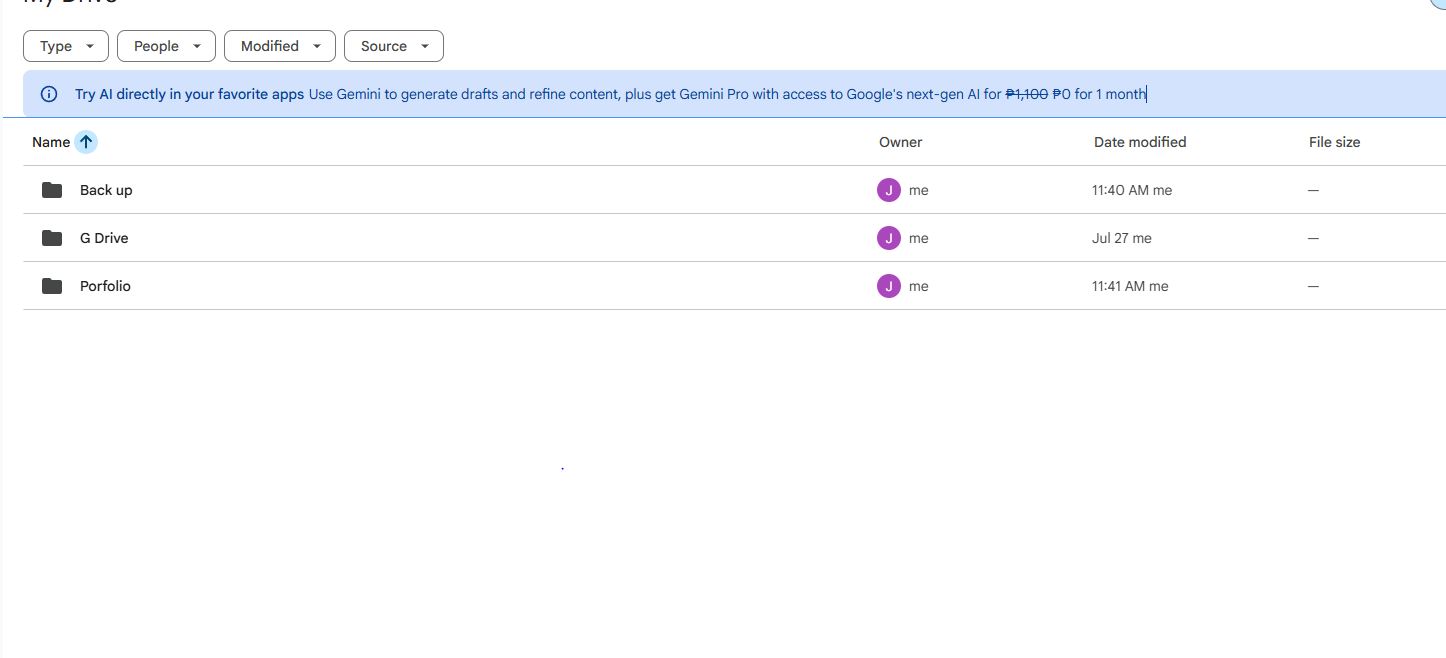 My Drive
Type People Modified Source
Try AI directly in your favorite apps Use Gemini to generate drafts and refine content, plus get Gemini Pro with access to Google's next-gen AI for ₱1,100 ₱0 for 1 month
Name Owner Date modified File size
Back up J me 11:40 AM me —
G Drive J me Jul 27 me —
Porfolio J me 11:41 AM me —